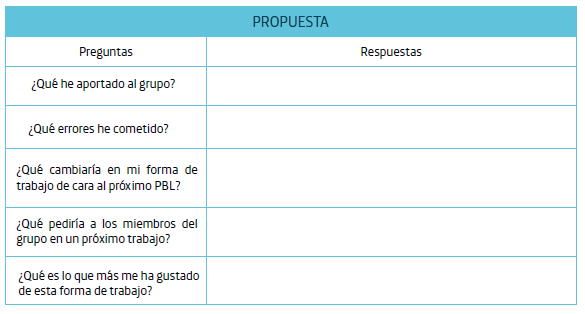 PROPUESTA
Preguntas
Respuestas
¿Qué he aportado al grupo?
¿Qué errores he cometido?
¿Qué cambiaría en mi forma de
trabajo de cara al próximo PBL?
¿Qué pediría a los miembros del
grupo en un próximo trabajo?
¿Qué es lo que más me ha gustado
de esta forma de trabajo?